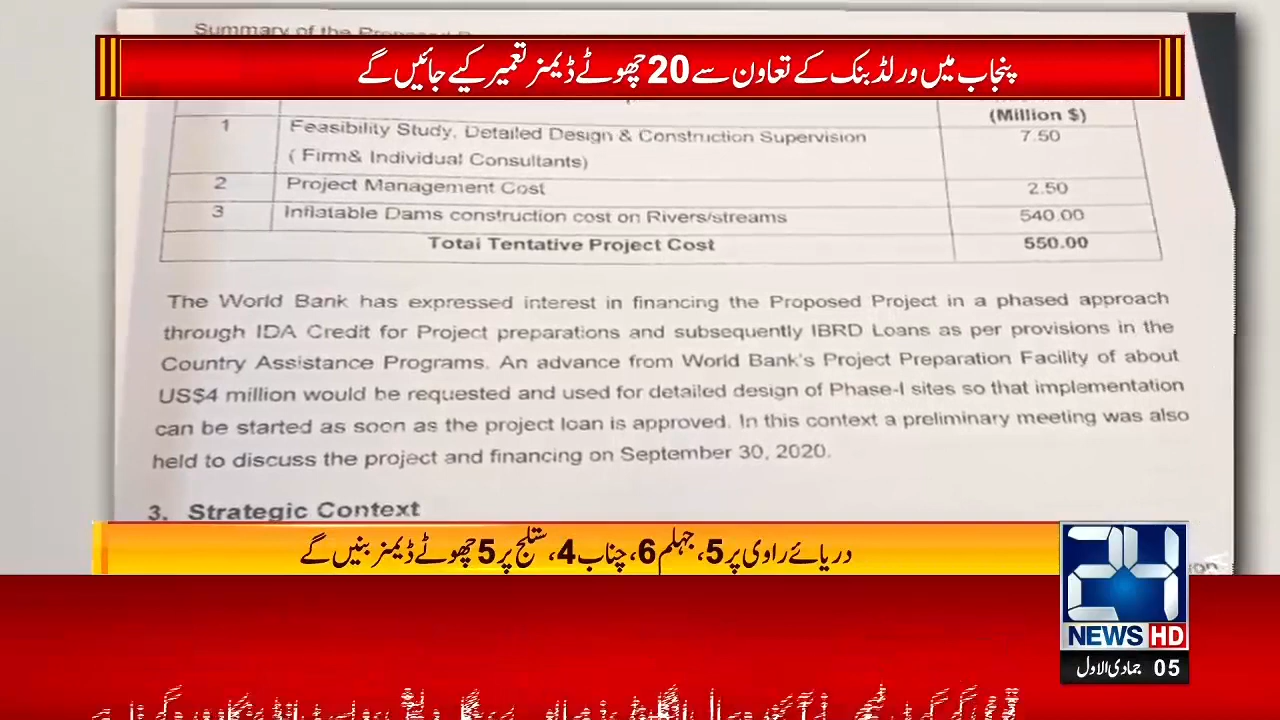 Summary of the
پنجاب میں ورلڈ بنک کے تعاون سے 20 چھوٹے ڈیمز تعمیر کیے جائیں گے
(Million $)
1 Feasibility Study, Detailed Design & Construction Supervision 7.50
( Firm& Individual Consultants)
2 Project Management Cost 2.50
3 Inflatable Dams construction cost on Rivers/streams 540.00
Total Tentative Project Cost 550.00
The World Bank has expressed interest in financing the Proposed Project in a phased approach
through IDA Credit for Project preparations and subsequently IBRD Loans as per provisions in the
Country Assistance Programs. An advance from World Bank's Project Preparation Facility of about
US$4 million would be requested and used for detailed design of Phase-I sites so that implementation
can be started as soon as the project loan is approved. In this context a preliminary meeting was also
held to discuss the project and financing on September 30, 2020.
3. Strategic Context
دریائے راوی پر 5، جہلم 6، چناب 4، ستلج پر 5 چھوٹے ڈیمز بنیں گے
24
NEWS HD
05 جمادی الاول